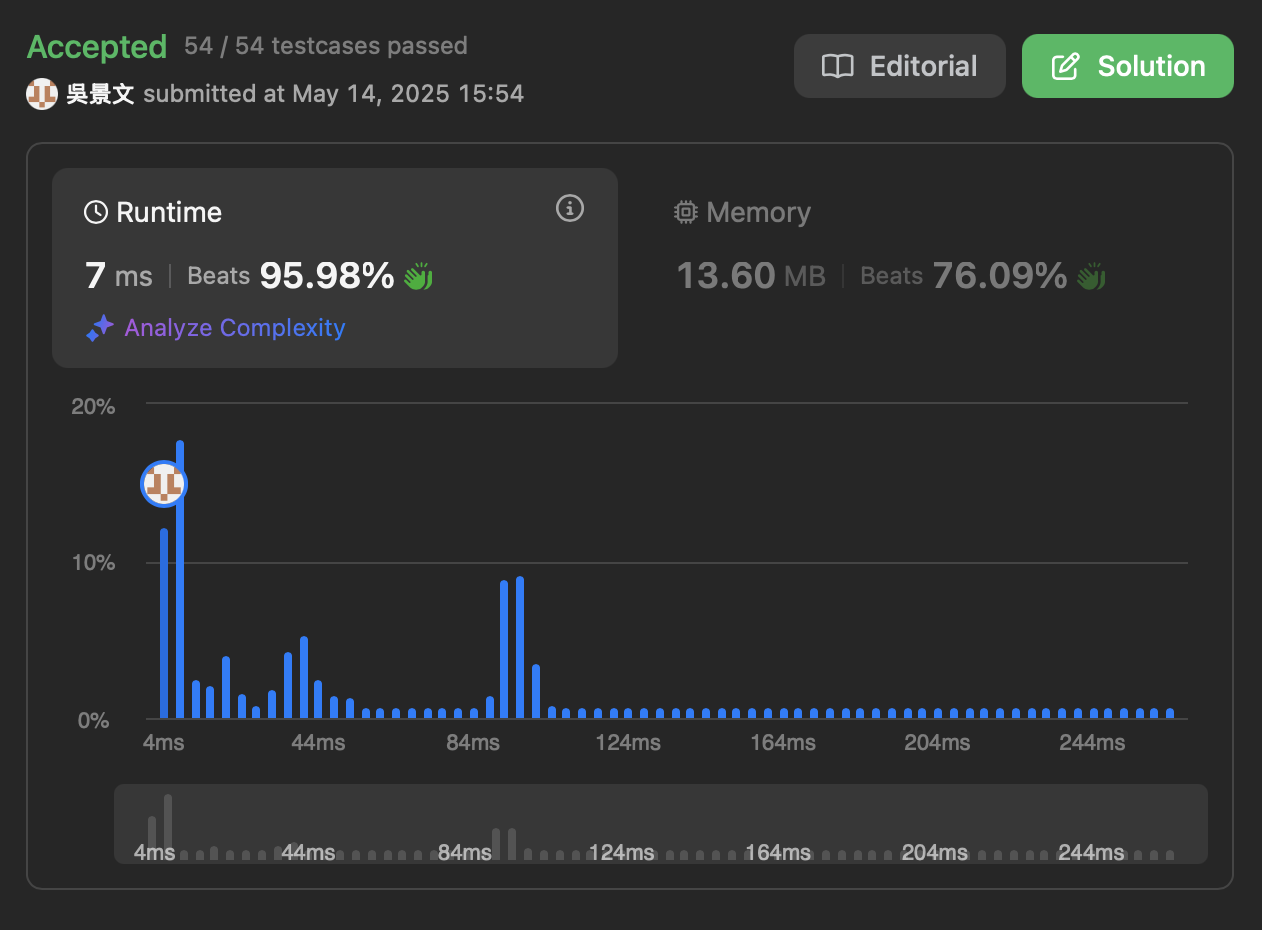 Accepted 54 / 54 testcases passed
吳景文 submitted at May 14, 2025 15:54
Editorial
Solution
Runtime
7 ms | Beats 95.98%
Analyze Complexity
Memory
13.60 MB | Beats 76.09%
20%
10%
0%
4ms 44ms 84ms 124ms 164ms 204ms 244ms
4ms 44ms 84ms 124ms 164ms 204ms 244ms